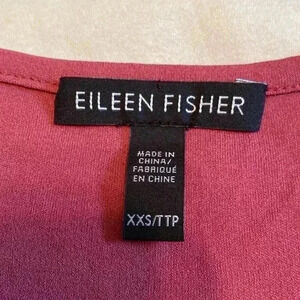 EILEEN FISHER
MADE IN
CHINA/
FABRIQUÉ
EN CHINE
XXS/TTP